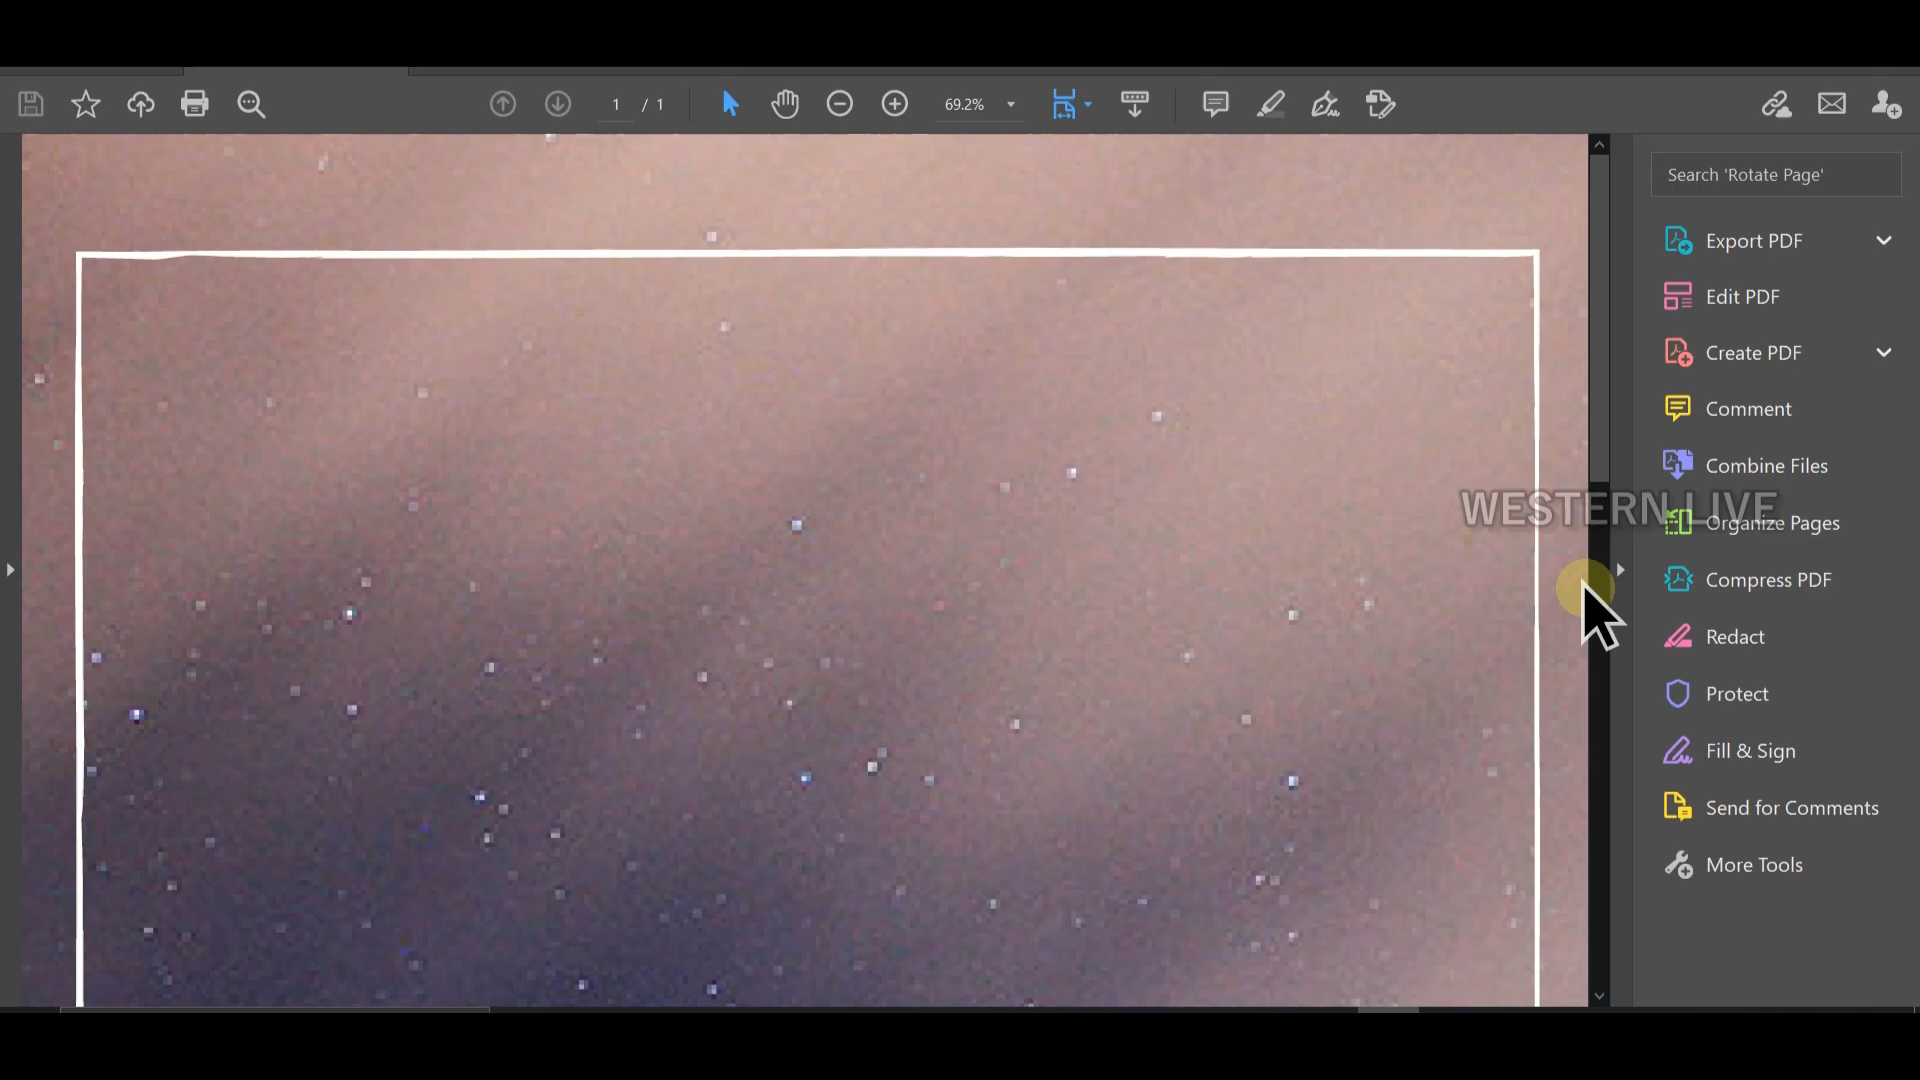 1 / 1
69.2%
Search 'Rotate Page'
Export PDF
Edit PDF
Create PDF
Comment
Combine Files
WESTERN LIVE
Organize Pages
Compress PDF
Redact
Protect
Fill & Sign
Send for Comments
More Tools